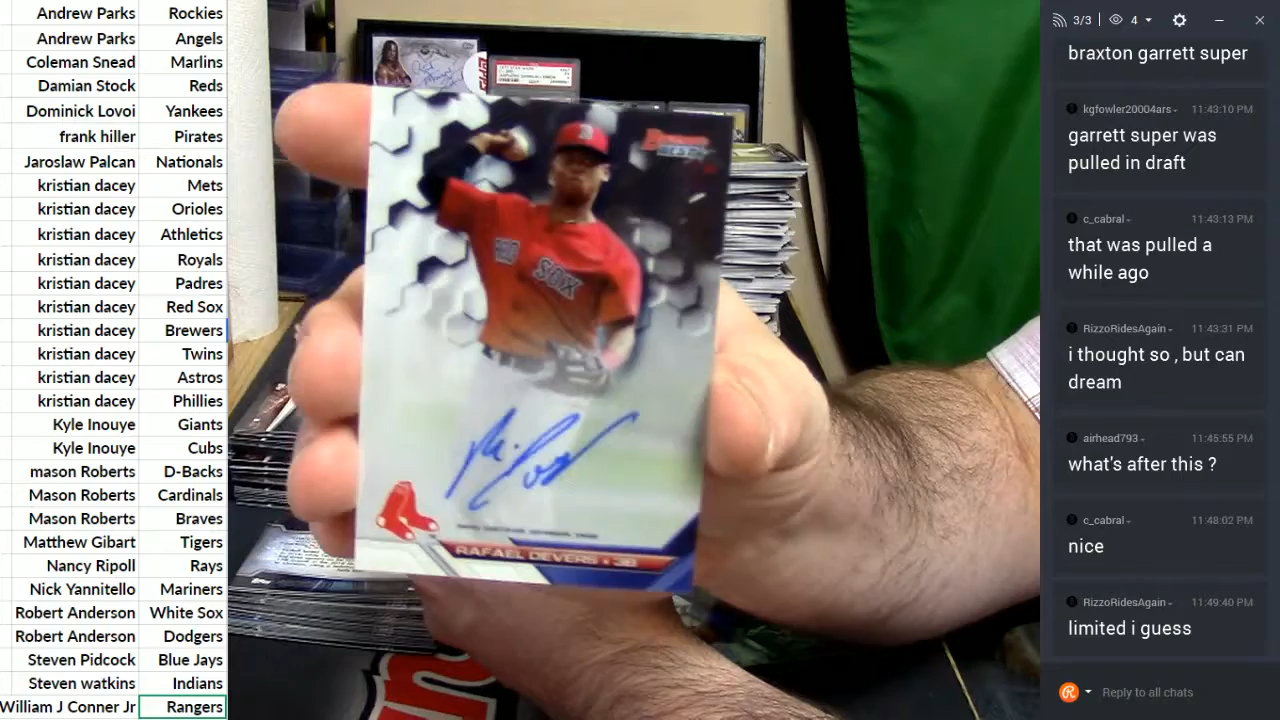 Andrew Parks Rockies
Andrew Parks Angels
Coleman Snead Marlins
Damian Stock Reds
Dominick Lovoi Yankees
frank hiller Pirates
Jaroslaw Palcan Nationals
kristian dacey Mets
kristian dacey Orioles
kristian dacey Athletics
kristian dacey Royals
kristian dacey Padres
kristian dacey Red Sox
kristian dacey Brewers
kristian dacey Twins
kristian dacey Astros
kristian dacey Phillies
Kyle Inouye Giants
Kyle Inouye Cubs
mason Roberts D-Backs
Mason Roberts Cardinals
Mason Roberts Braves
Matthew Gibart Tigers
Nancy Ripoll Rays
Nick Yannitello Mariners
Robert Anderson White Sox
Robert Anderson Dodgers
Steven Pidcock Blue Jays
Steven watkins Indians
William J Conner Jr Rangers
SOX
RAFAEL DEVERS • 3B
3/3 4
braxton garrett super
kgfowler20004ars 11:43:10 PM
garrett super was
pulled in draft
c_cabral 11:43:13 PM
that was pulled a
while ago
RizzoRidesAgain 11:43:31 PM
i thought so , but can
dream
airhead793 11:45:55 PM
what's after this ?
c_cabral 11:48:02 PM
nice
RizzoRidesAgain 11:49:40 PM
limited i guess
Reply to all chats